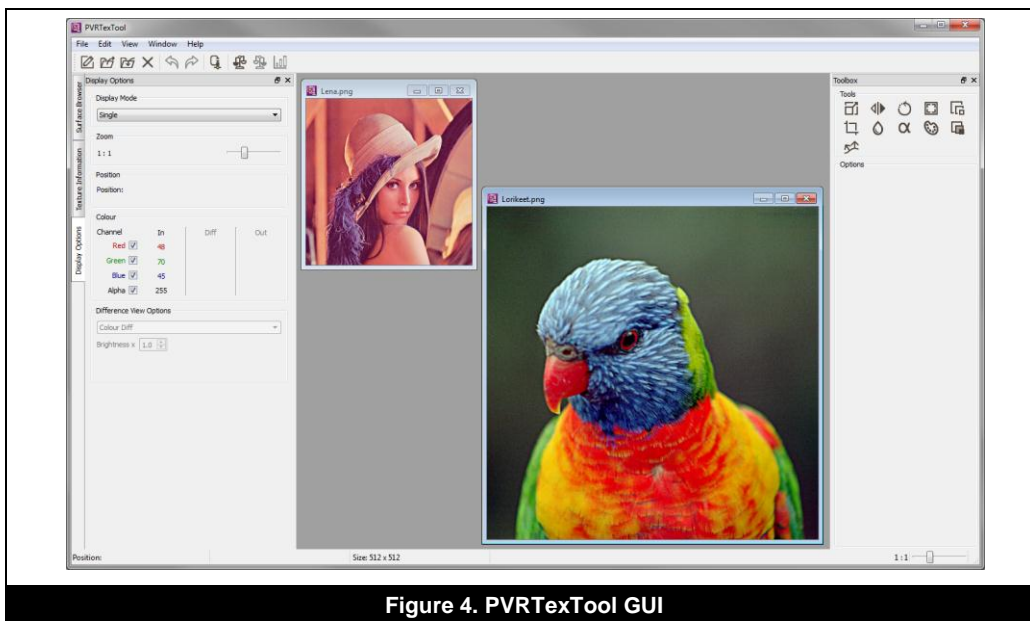 PVRTexTool
File Edit View Window Help
Display Options
Surface Browser
Texture Information
Display Options
Display Mode
Single
Zoom
1 : 1
Position
Position:
Colour
Channel In Diff Out
Red 48
Green 70
Blue 45
Alpha 255
Difference View Options
Colour Diff
Brightness x 1.0
Lena.png
Lorikeet.png
Toolbox
Tools
Options
Position:
Size: 512 x 512
1:1
Figure 4. PVRTexTool GUI